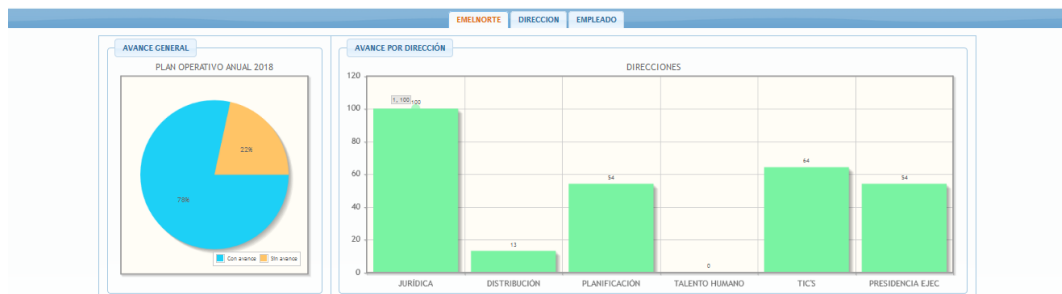 EMELNORTE DIRECCION EMPLEADO
AVANCE GENERAL
PLAN OPERATIVO ANUAL 2018
22%
78%
Con avance Sin avance
AVANCE POR DIRECCIÓN
DIRECCIONES
120
100
80
60
40
20
0
1, 100 100
13
54
0
64
54
JURÍDICA DISTRIBUCIÓN PLANIFICACIÓN TALENTO HUMANO TIC'S PRESIDENCIA EJEC